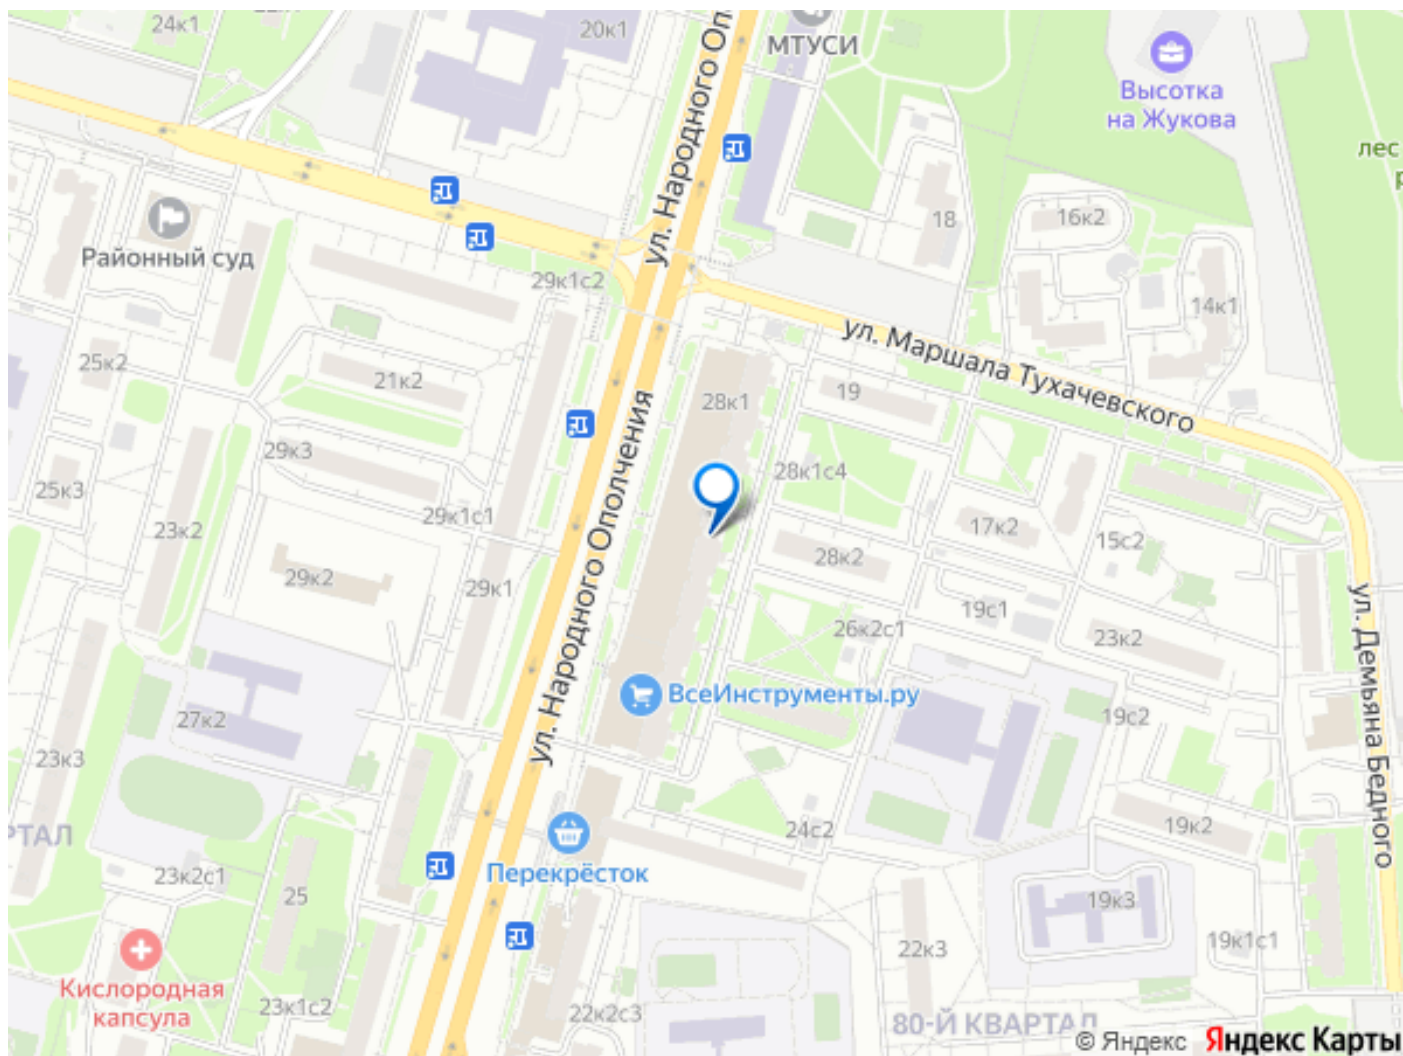 24к1
20к1
ул. Народного Оп
МТУСИ
Высотка
на Жукова
лес
р
Районный суд
18
16к2
29к1с2
14к1
ул. Маршала Тухачевского
25к2
21к2
28к1
19
29к3
28к1с4
25к3
23к2
29к1с1
17к2
15с2
29к2
29к1
ул. Народного Ополчения
28к2
19с1
26к2с1
23к2
ул. Демьяна Бедного
ВсеИнструменты.ру
27к2
19с2
23к3
РТАЛ
24с2
19к2
Перекрёсток
23к2с1
25
19к3
22к3
19к1с1
Кислородная
капсула
23к1с2
22к2с3
80-Й КВАРТАЛ
© Яндекс Яндекс Карты